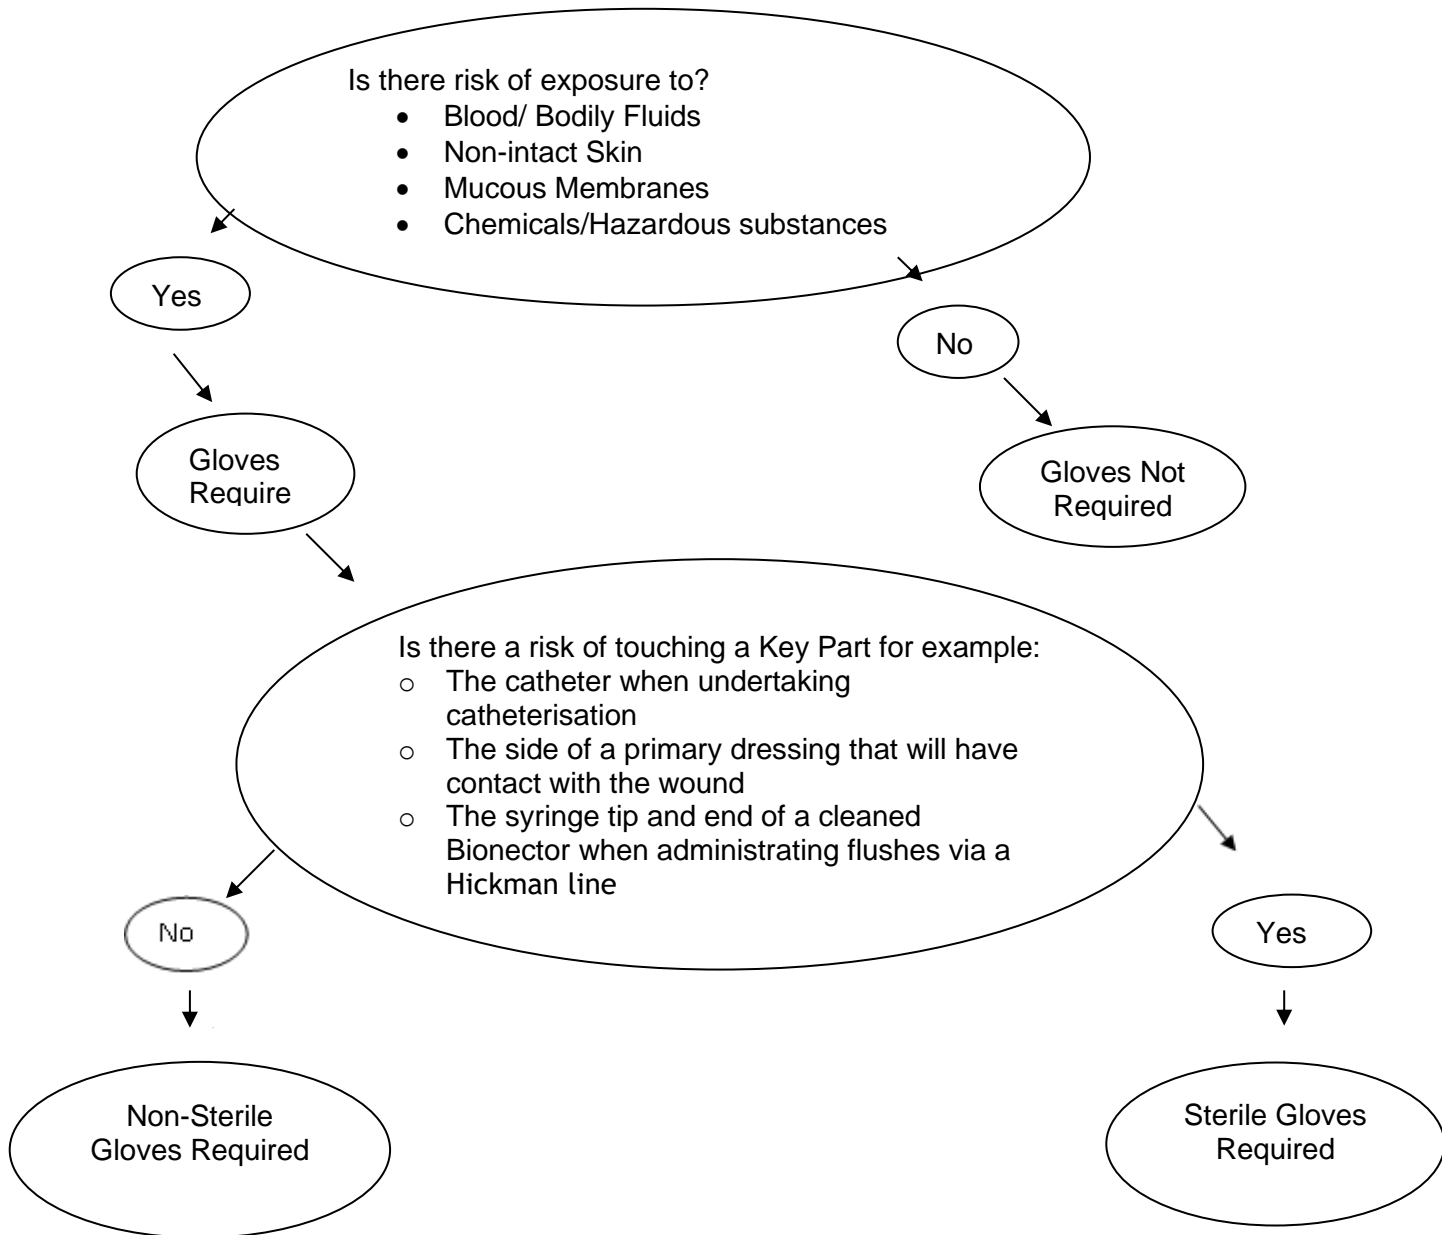 Is there risk of exposure to?
• Blood/ Bodily Fluids
• Non-intact Skin
• Mucous Membranes
• Chemicals/Hazardous substances
Yes
No
Gloves
Require
Gloves Not
Required
Is there a risk of touching a Key Part for example:
o The catheter when undertaking
catheterisation
o The side of a primary dressing that will have
contact with the wound
o The syringe tip and end of a cleaned
Bionector when administrating flushes via a
Hickman line
No
Yes
Non-Sterile
Gloves Required
Sterile Gloves
Required